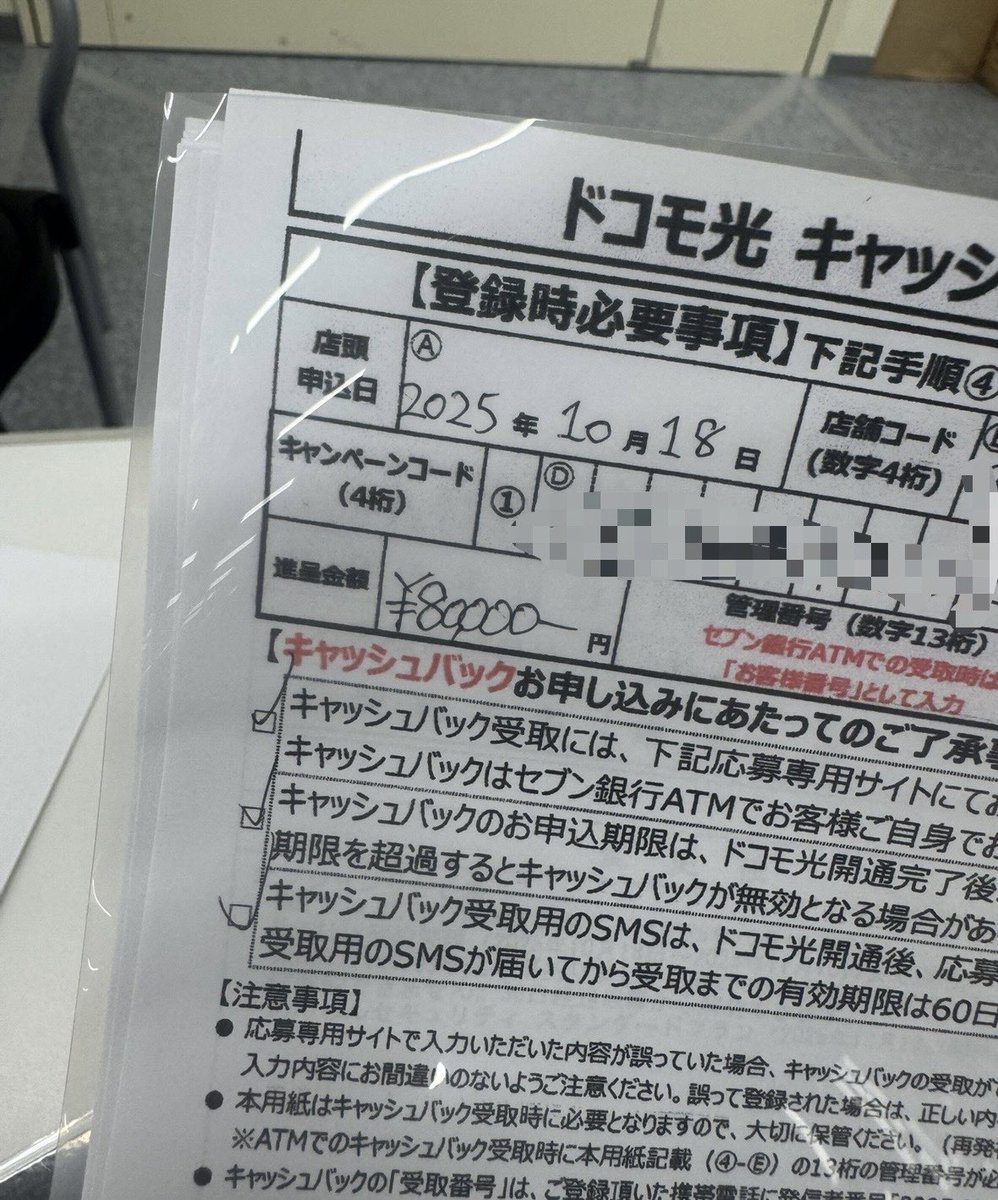 ドコモ光 キャッシ
【登録時必要事項】下記手順④
店頭
申込日
Ⓐ
2025 年 10 月 18 日
店舗コード
(数字4桁)
キャンペーンコード
(4桁)
①
Ⓓ
進呈金額
¥80,000- 円
管理番号（数字13桁）
セブン銀行ATMでの受取時は
「お客様番号」として入力
【キャッシュバックお申し込みにあたってのご了承事
キャッシュバック受取には、下記応募専用サイトにてお
キャッシュバックはセブン銀行ATMでお客様ご自身でお
キャッシュバックのお申込期限は、ドコモ光開通完了後
期限を超過するとキャッシュバックが無効となる場合があ
キャッシュバック受取用のSMSは、ドコモ光開通後、応募
受取用のSMSが届いてから受取までの有効期限は60日
【注意事項】
● 応募専用サイトで入力いただいた内容が誤っていた場合、キャッシュバックの受取が
入力内容にお間違いのないようご注意ください。誤って登録された場合は、正しい内
● 本用紙はキャッシュバック受取時に必要となりますので、大切に保管ください。（再発
※ATMでのキャッシュバック受取時に本用紙記載（④-Ⓔ）の13桁の管理番号が必
● キャッシュバックの「受取番号」は、ご登録頂いた携帯電話に発信者番号